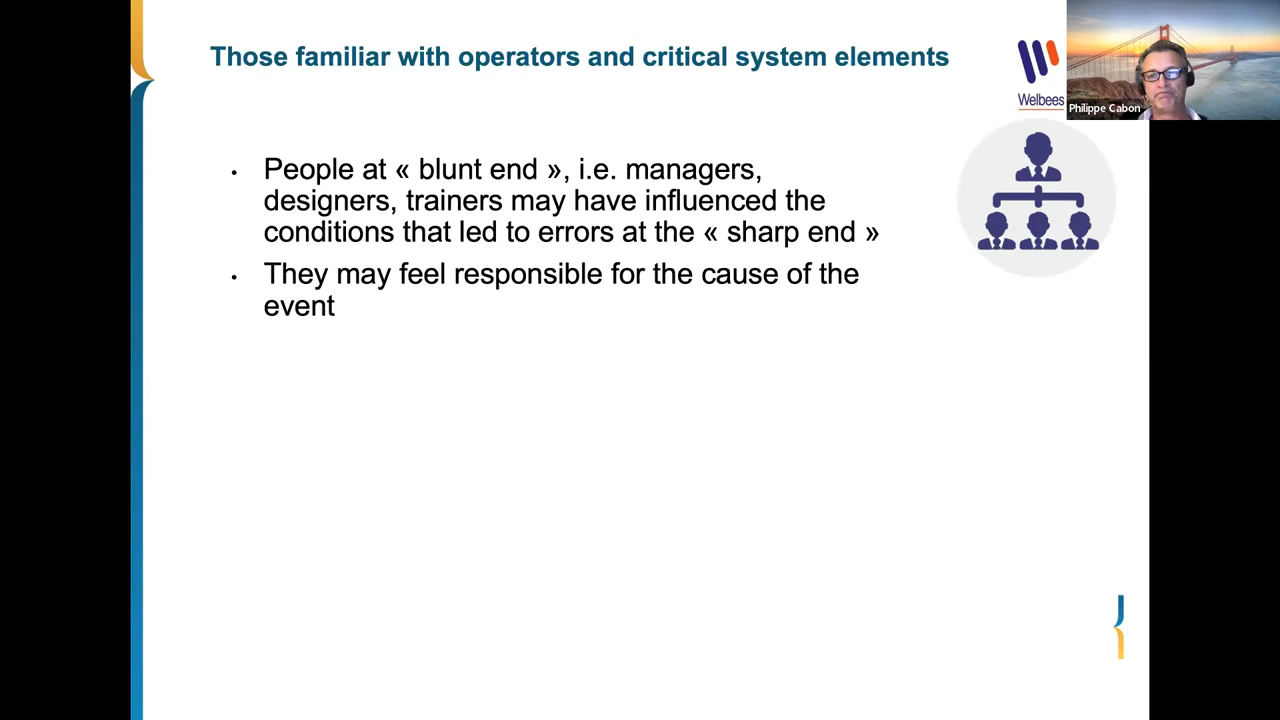 Those familiar with operators and critical system elements
Welbees
Philippe Cabon
• People at « blunt end », i.e. managers,
designers, trainers may have influenced the
conditions that led to errors at the « sharp end »
• They may feel responsible for the cause of the
event